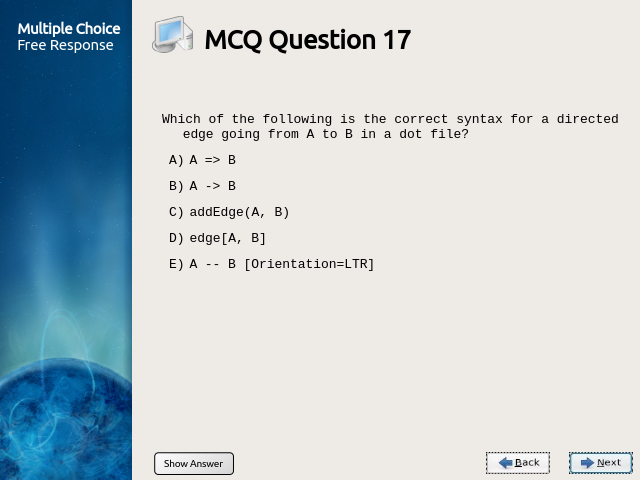 Multiple Choice
Free Response
MCQ Question 17
Which of the following is the correct syntax for a directed
edge going from A to B in a dot file?
A) A => B
B) A -> B
C) addEdge(A, B)
D) edge[A, B]
E) A -- B [Orientation=LTR]
Show Answer
Back
Next